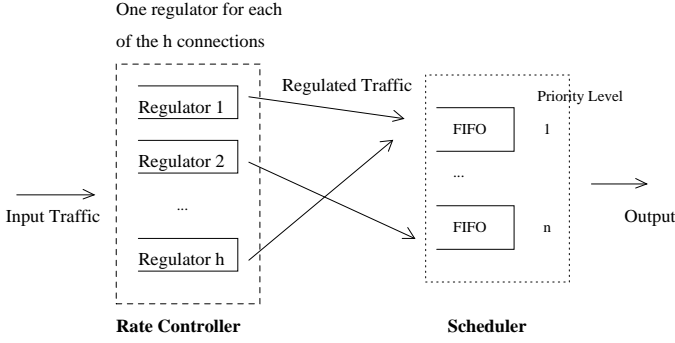 One regulator for each
of the h connections
Regulated Traffic
Priority Level
Regulator 1
FIFO
1
Regulator 2
...
Input Traffic
...
FIFO
n
Output
Regulator h
Rate Controller
Scheduler